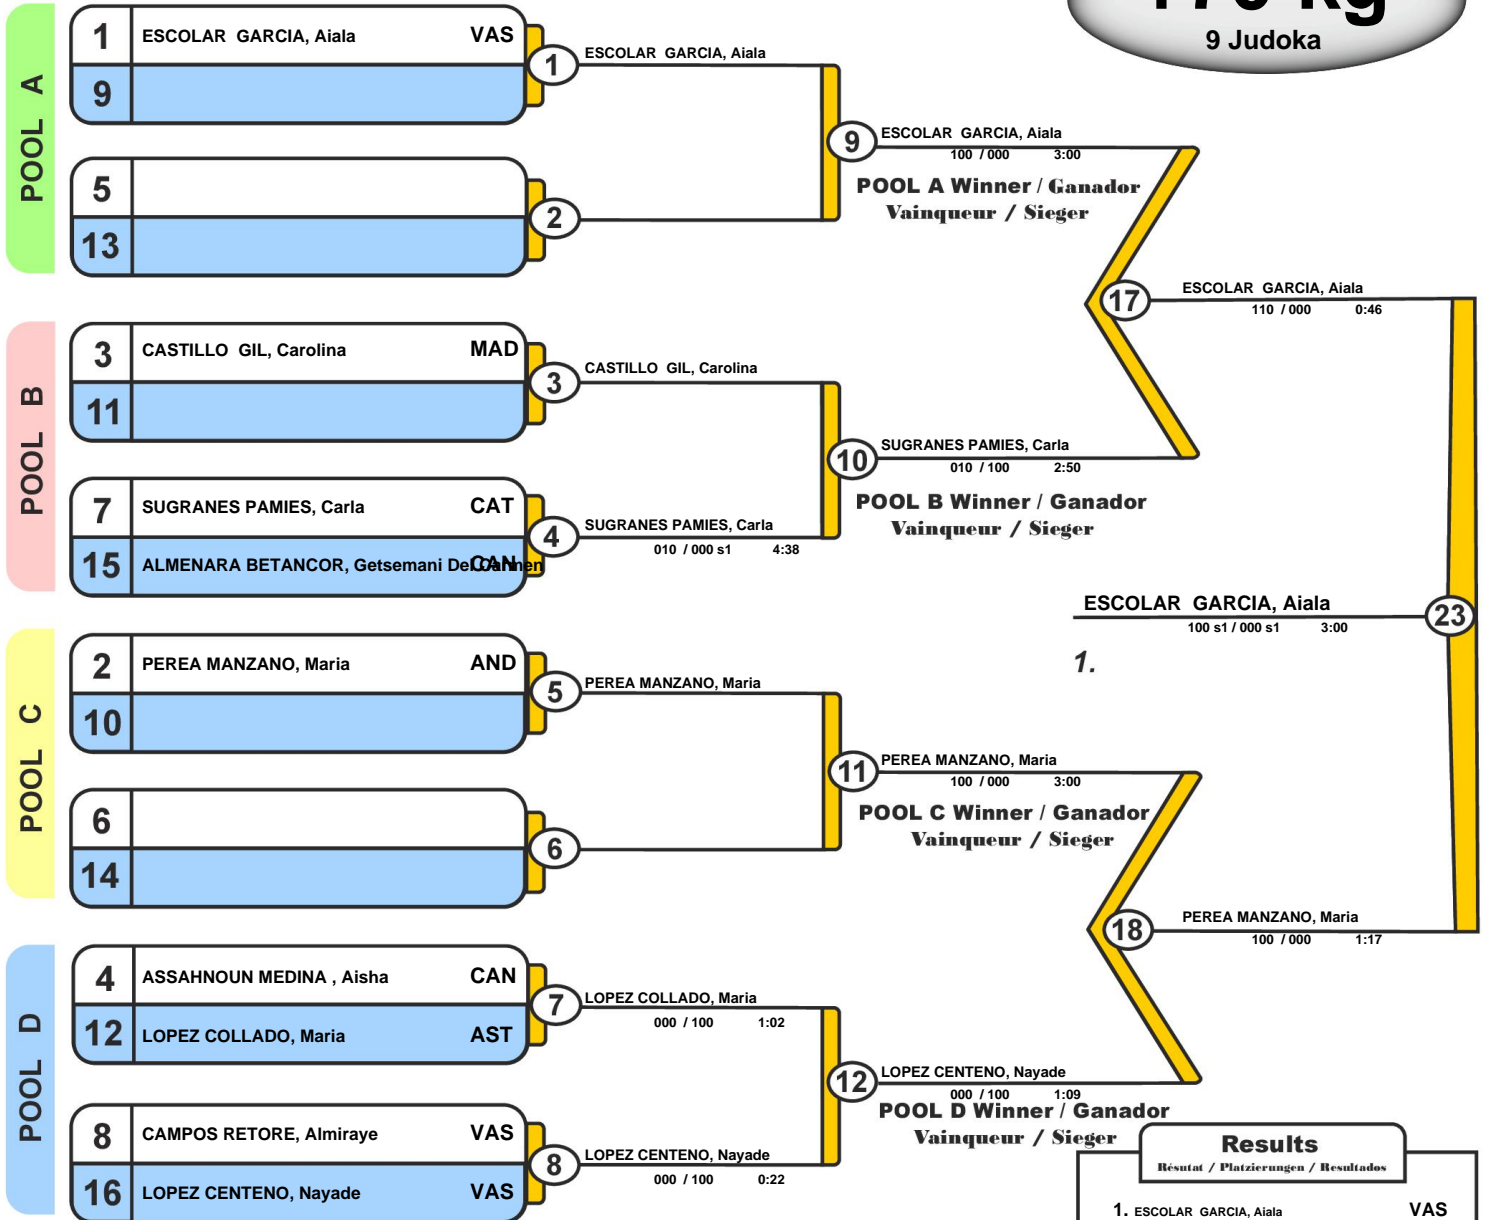 170 Kg
9 Judoka
POOL A
1 ESCOLAR GARCIA, Aiala VAS
9
1
ESCOLAR GARCIA, Aiala
5
13
2
9
ESCOLAR GARCIA, Aiala
100 / 000 3:00
POOL A Winner / Ganador
Vainqueur / Sieger
POOL B
3 CASTILLO GIL, Carolina MAD
11
3
CASTILLO GIL, Carolina
7 SUGRANES PAMIES, Carla CAT
15 ALMENARA BETANCOR, Getsemani Del Carmen CAN
4
SUGRANES PAMIES, Carla
010 / 000 s1 4:38
10
SUGRANES PAMIES, Carla
010 / 100 2:50
POOL B Winner / Ganador
Vainqueur / Sieger
17
ESCOLAR GARCIA, Aiala
110 / 000 0:46
ESCOLAR GARCIA, Aiala
100 s1 / 000 s1 3:00
23
1.
POOL C
2 PEREA MANZANO, Maria AND
10
5
PEREA MANZANO, Maria
6
14
6
11
PEREA MANZANO, Maria
100 / 000 3:00
POOL C Winner / Ganador
Vainqueur / Sieger
18
PEREA MANZANO, Maria
100 / 000 1:17
POOL D
4 ASSAHNOUN MEDINA , Aisha CAN
12 LOPEZ COLLADO, Maria AST
7
LOPEZ COLLADO, Maria
000 / 100 1:02
8 CAMPOS RETORE, Almiraye VAS
16 LOPEZ CENTENO, Nayade VAS
8
LOPEZ CENTENO, Nayade
000 / 100 0:22
12
LOPEZ CENTENO, Nayade
000 / 100 1:09
POOL D Winner / Ganador
Vainqueur / Sieger
Results
Résutat / Platzierungen / Resultados
1. ESCOLAR GARCIA, Aiala VAS